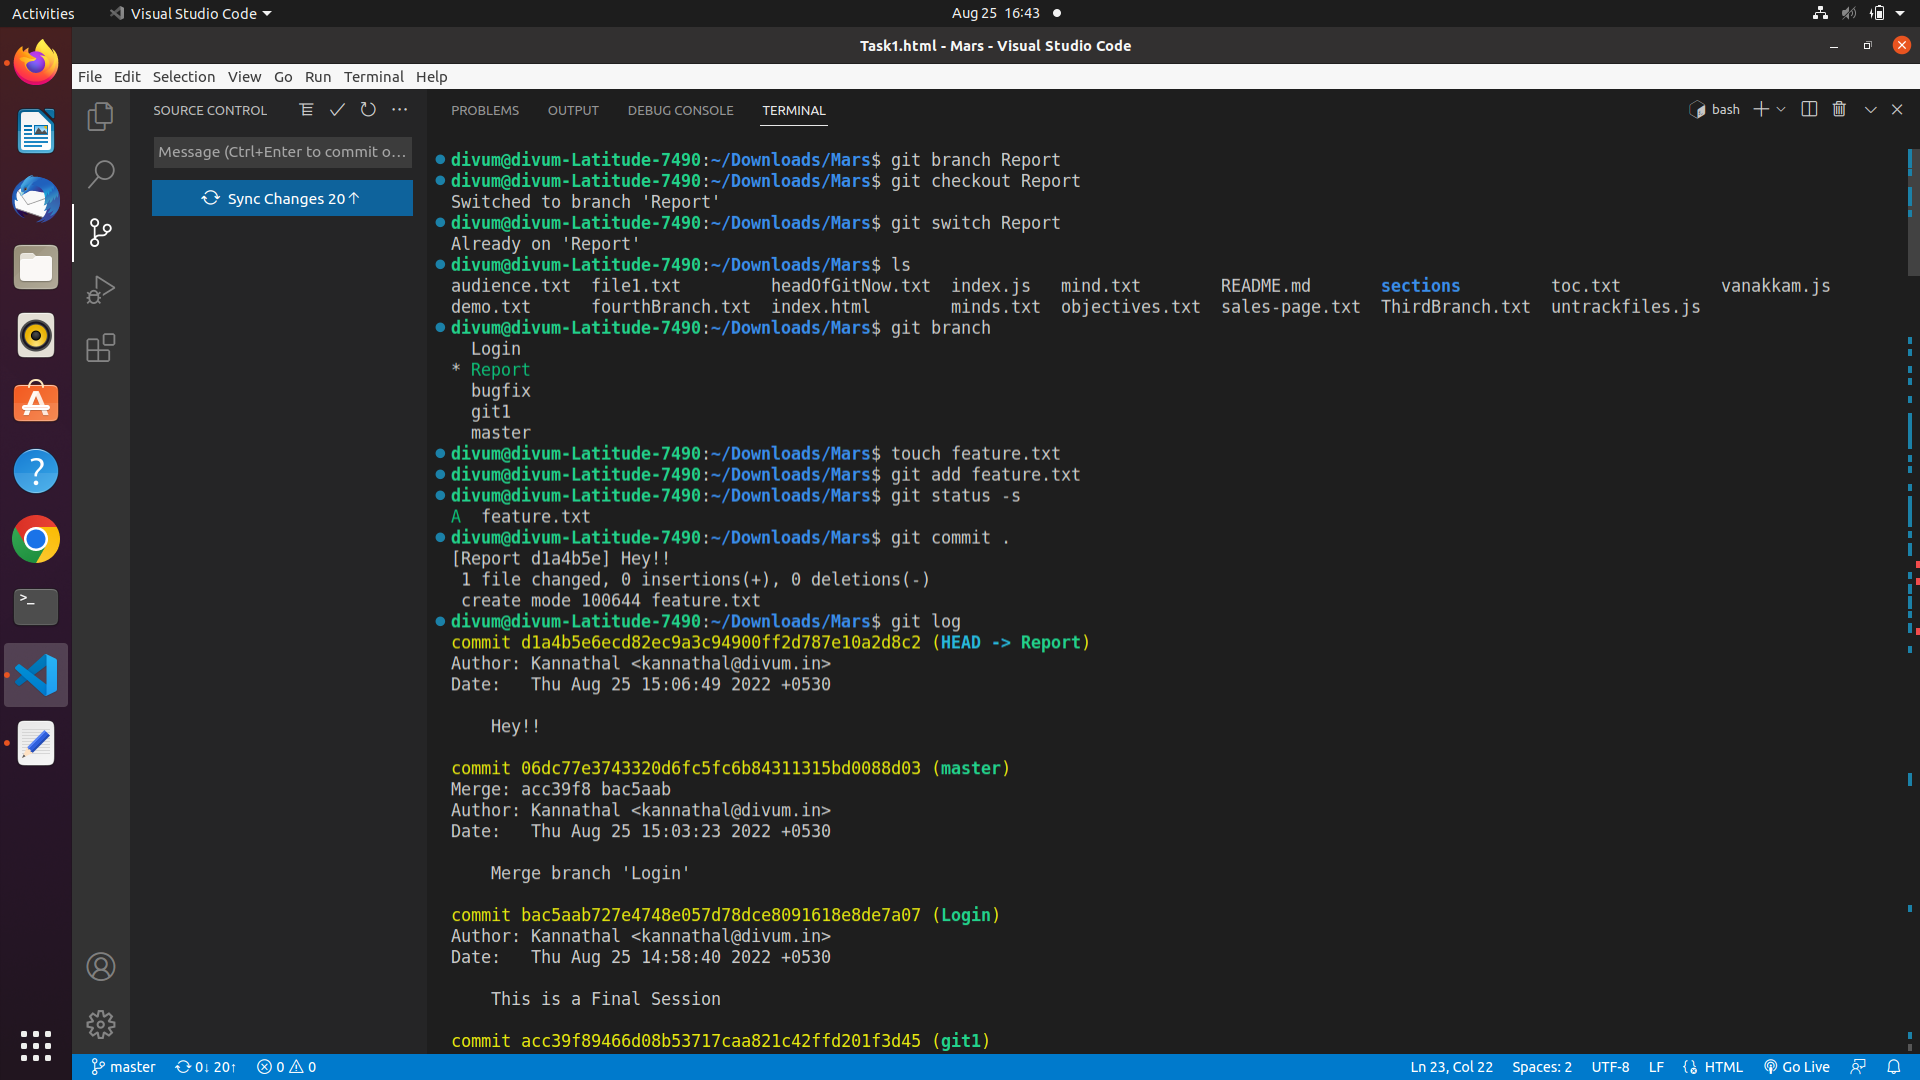 Activities
Visual Studio Code
Aug 25 16:43
Task1.html - Mars - Visual Studio Code
File Edit Selection View Go Run Terminal Help
SOURCE CONTROL
PROBLEMS OUTPUT DEBUG CONSOLE TERMINAL
bash
Message (Ctrl+Enter to commit o...
Sync Changes 20↑
divum@divum-Latitude-7490:~/Downloads/Mars$ git branch Report
divum@divum-Latitude-7490:~/Downloads/Mars$ git checkout Report
Switched to branch 'Report'
divum@divum-Latitude-7490:~/Downloads/Mars$ git switch Report
Already on 'Report'
divum@divum-Latitude-7490:~/Downloads/Mars$ ls
audience.txt file1.txt headOfGitNow.txt index.js mind.txt README.md sections toc.txt vanakkam.js
demo.txt fourthBranch.txt index.html minds.txt objectives.txt sales-page.txt ThirdBranch.txt untrackfiles.js
divum@divum-Latitude-7490:~/Downloads/Mars$ git branch
Login
* Report
bugfix
git1
master
divum@divum-Latitude-7490:~/Downloads/Mars$ touch feature.txt
divum@divum-Latitude-7490:~/Downloads/Mars$ git add feature.txt
divum@divum-Latitude-7490:~/Downloads/Mars$ git status -s
A feature.txt
divum@divum-Latitude-7490:~/Downloads/Mars$ git commit .
[Report d1a4b5e] Hey!!
1 file changed, 0 insertions(+), 0 deletions(-)
create mode 100644 feature.txt
divum@divum-Latitude-7490:~/Downloads/Mars$ git log
commit d1a4b5e6ecd82ec9a3c94900ff2d787e10a2d8c2 (HEAD -> Report)
Author: Kannathal <kannathal@divum.in>
Date: Thu Aug 25 15:06:49 2022 +0530
Hey!!
commit 06dc77e3743320d6fc5fc6b84311315bd0088d03 (master)
Merge: acc39f8 bac5aab
Author: Kannathal <kannathal@divum.in>
Date: Thu Aug 25 15:03:23 2022 +0530
Merge branch 'Login'
commit bac5aab727e4748e057d78dce8091618e8de7a07 (Login)
Author: Kannathal <kannathal@divum.in>
Date: Thu Aug 25 14:58:40 2022 +0530
This is a Final Session
commit acc39f89466d08b53717caa821c42ffd201f3d45 (git1)
master 0↓ 20↑ 0 0
Ln 23, Col 22 Spaces: 2 UTF-8 LF HTML Go Live